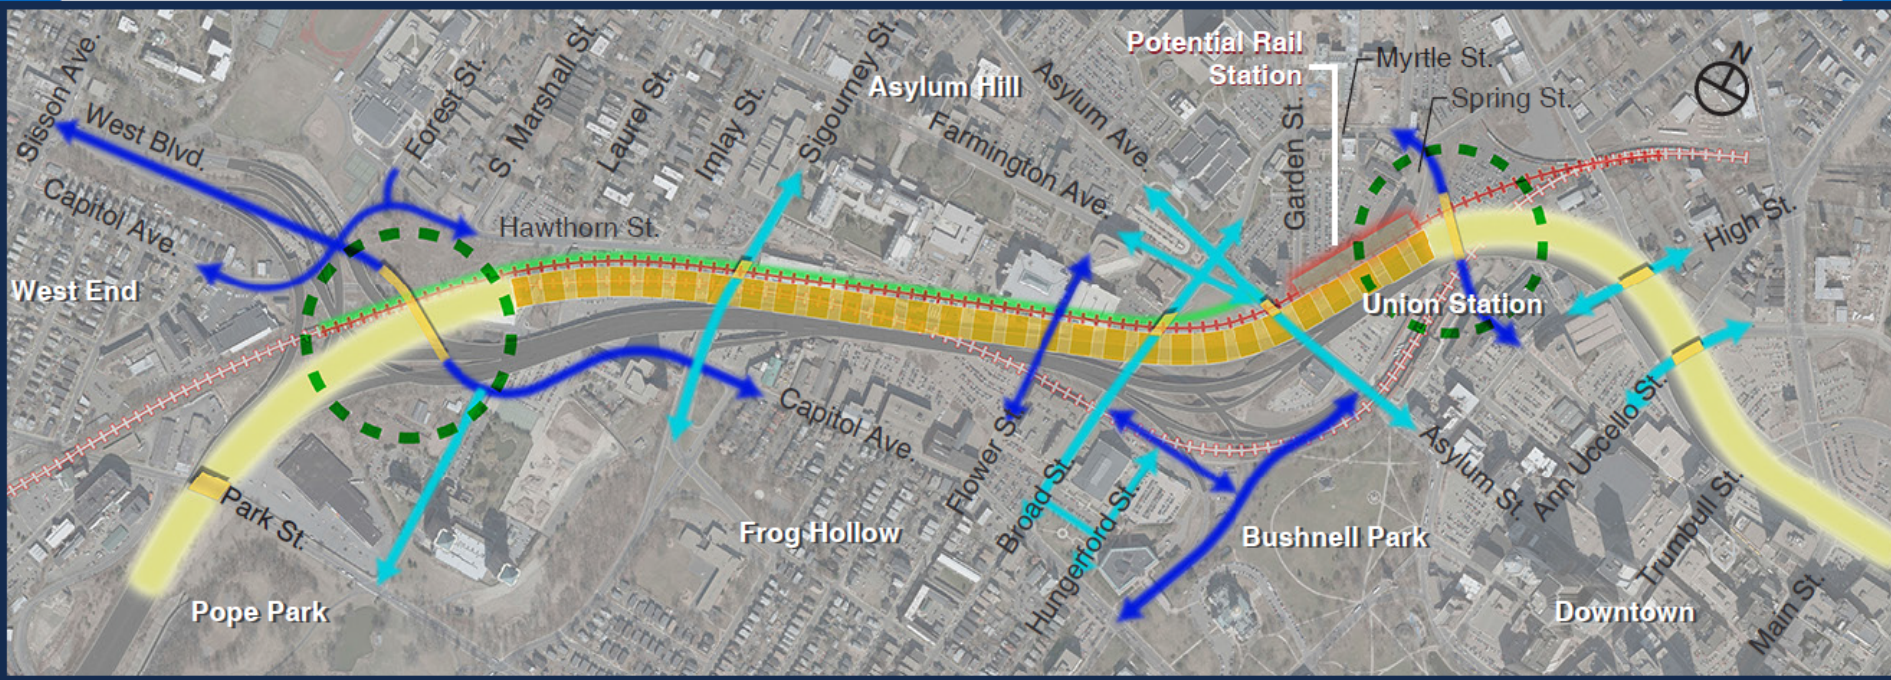 Sisson Ave.
West Blvd.
Capitol Ave.
West End
Forest St.
S. Marshall St.
Laurel St.
Imlay St.
Sigourney St.
Hawthorn St.
Asylum Hill
Farmington Ave.
Asylum Ave.
Potential Rail
Station
Garden St.
Myrtle St.
Spring St.
N
High St.
Union Station
Capitol Ave.
Flower St.
Broad St.
Hungerford St.
Asylum St.
Ann Uccello St.
Trumbull St.
Main St.
Park St.
Pope Park
Frog Hollow
Bushnell Park
Downtown